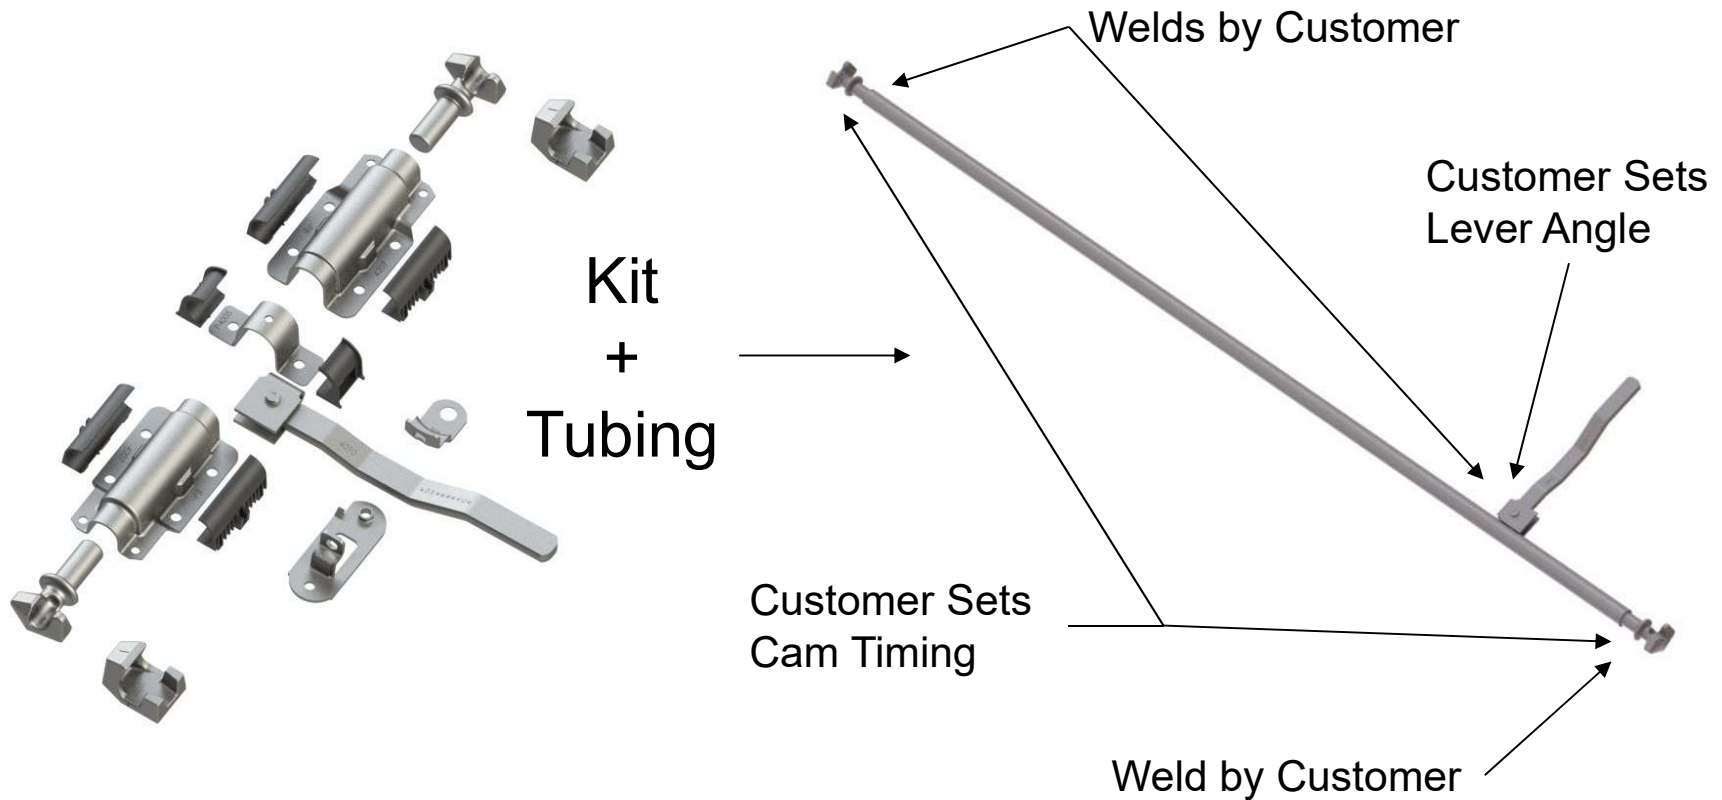 Welds by Customer
Customer Sets
Lever Angle
Kit
+
Tubing
Customer Sets
Cam Timing
Weld by Customer